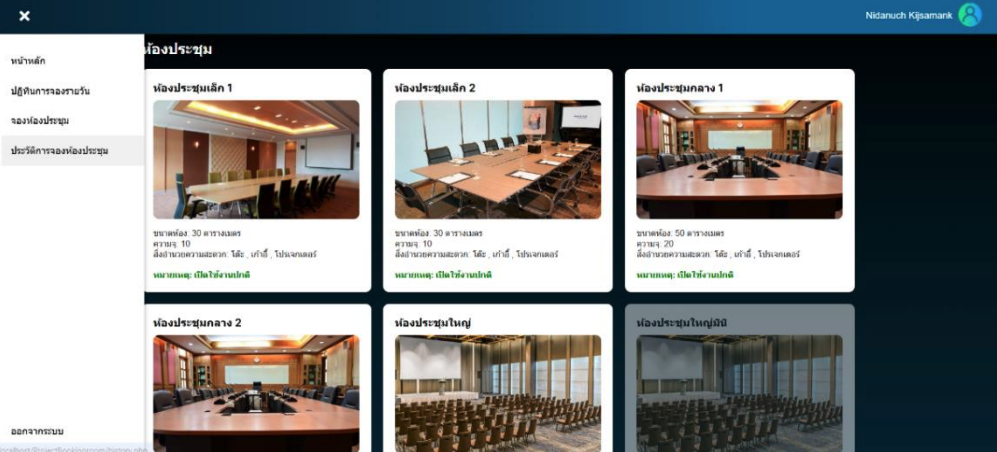 Nidanuch Kijsamank
หน้าหลัก
ปฏิทินการจองรายวัน
จองห้องประชุม
ประวัติการจองห้องประชุม
ออกจากระบบ
ห้องประชุม
ห้องประชุมเล็ก 1
ขนาดห้อง: 30 ตารางเมตร
ความจุ: 10
สิ่งอำนวยความสะดวก: โต๊ะ , เก้าอี้ , โปรเจกเตอร์
หมายเหตุ: เปิดใช้งานปกติ
ห้องประชุมเล็ก 2
ขนาดห้อง: 30 ตารางเมตร
ความจุ: 10
สิ่งอำนวยความสะดวก: โต๊ะ , เก้าอี้ , โปรเจกเตอร์
หมายเหตุ: เปิดใช้งานปกติ
ห้องประชุมกลาง 1
ขนาดห้อง: 50 ตารางเมตร
ความจุ: 20
สิ่งอำนวยความสะดวก: โต๊ะ , เก้าอี้ , โปรเจกเตอร์
หมายเหตุ: เปิดใช้งานปกติ
ห้องประชุมกลาง 2
ห้องประชุมใหญ่
ห้องประชุมใหญ่มินิ